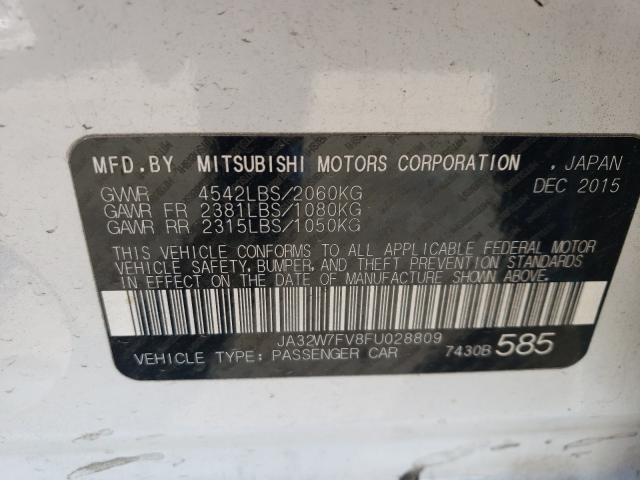 MFD.BY MITSUBISHI MOTORS CORPORATION . JAPAN
DEC 2015
GVWR 4542LBS/2060KG
GAWR FR 2381LBS/1080KG
GAWR RR 2315LBS/1050KG
THIS VEHICLE CONFORMS TO ALL APPLICABLE FEDERAL MOTOR
VEHICLE SAFETY, BUMPER, AND THEFT PREVENTION STANDARDS
IN EFFECT ON THE DATE OF MANUFACTURE SHOWN ABOVE.
JA32W7FV8FU028809
VEHICLE TYPE: PASSENGER CAR 7430B 585